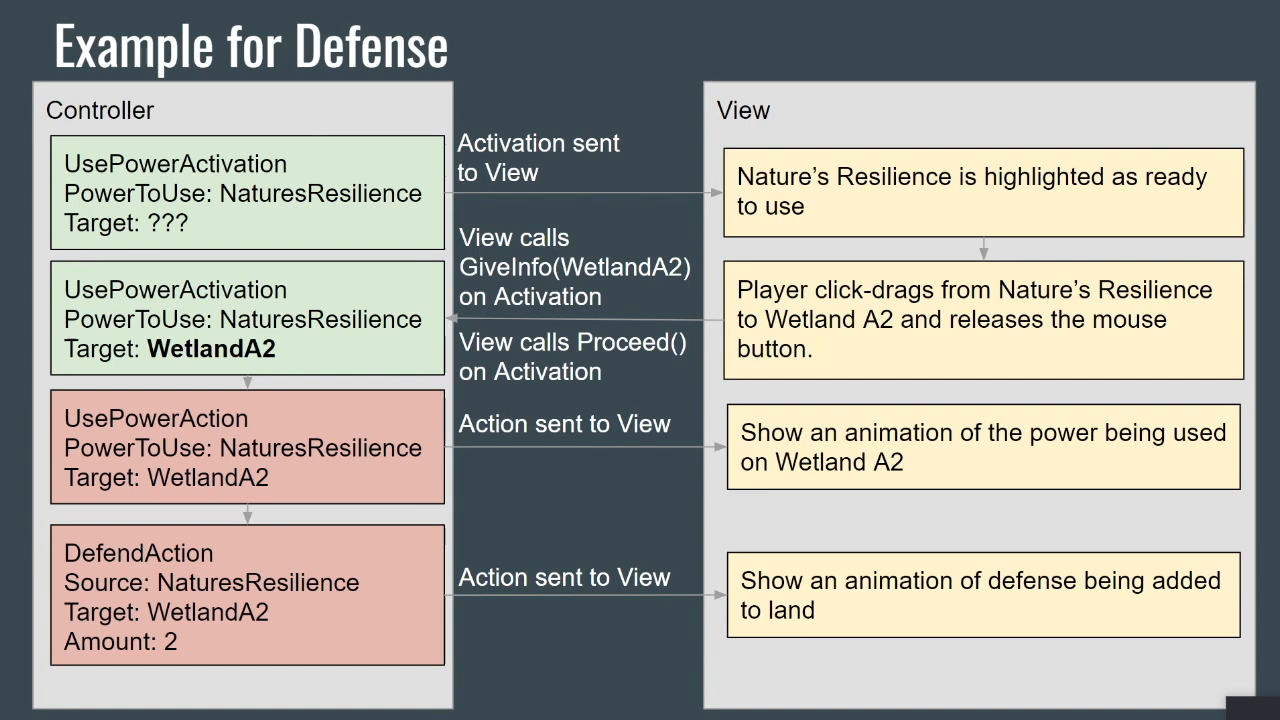 Example for Defense
Controller
UsePowerActivation
PowerToUse: NaturesResilience
Target: ???
UsePowerActivation
PowerToUse: NaturesResilience
Target: WetlandA2
UsePowerAction
PowerToUse: NaturesResilience
Target: WetlandA2
DefendAction
Source: NaturesResilience
Target: WetlandA2
Amount: 2
Activation sent
to View
View calls
GiveInfo(WetlandA2)
on Activation
View calls Proceed()
on Activation
Action sent to View
Action sent to View
View
Nature’s Resilience is highlighted as ready
to use
Player click-drags from Nature’s Resilience
to Wetland A2 and releases the mouse
button.
Show an animation of the power being used
on Wetland A2
Show an animation of defense being added
to land